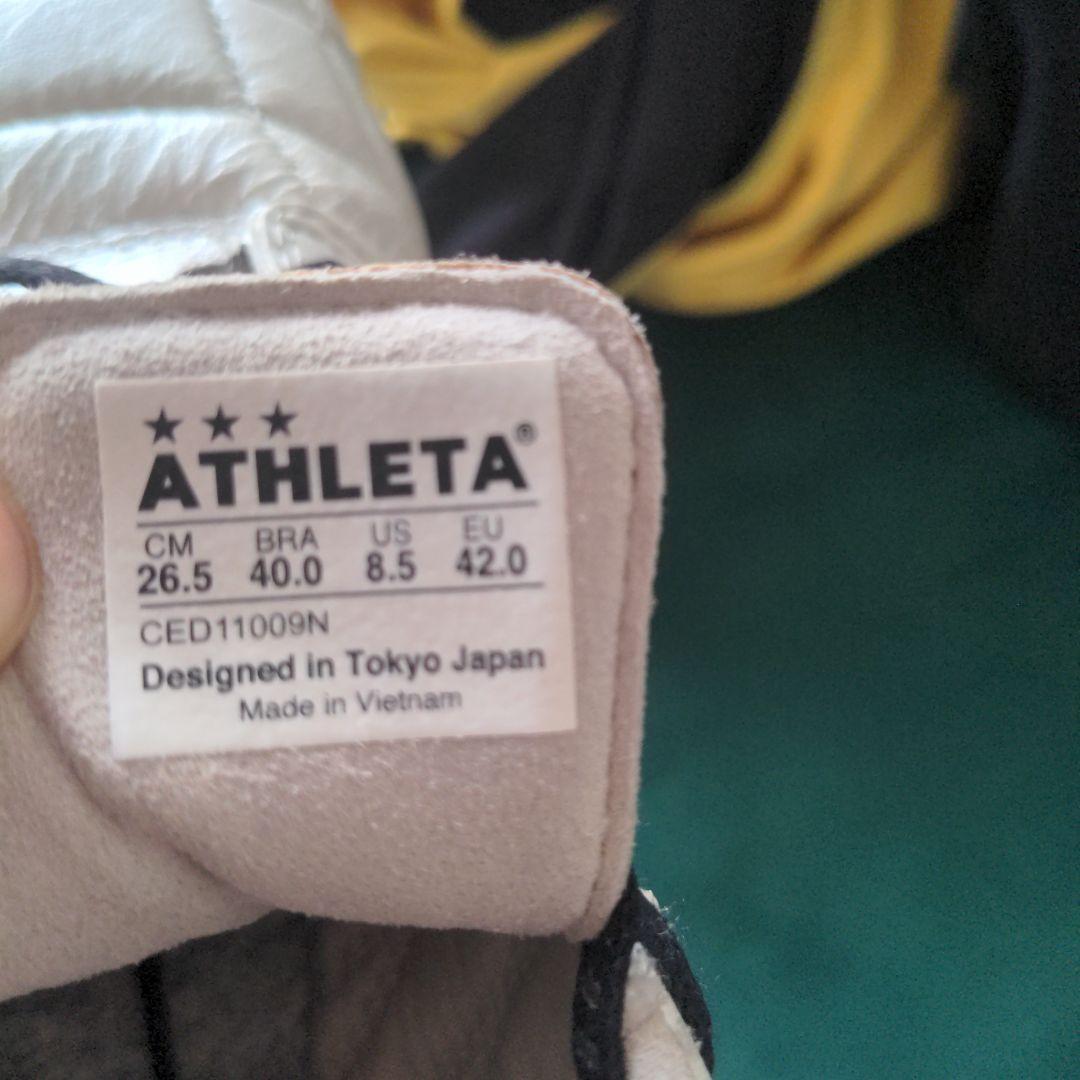 ★★★
ATHLETA®
CM BRA US EU
26.5 40.0 8.5 42.0
CED11009N
Designed in Tokyo Japan
Made in Vietnam